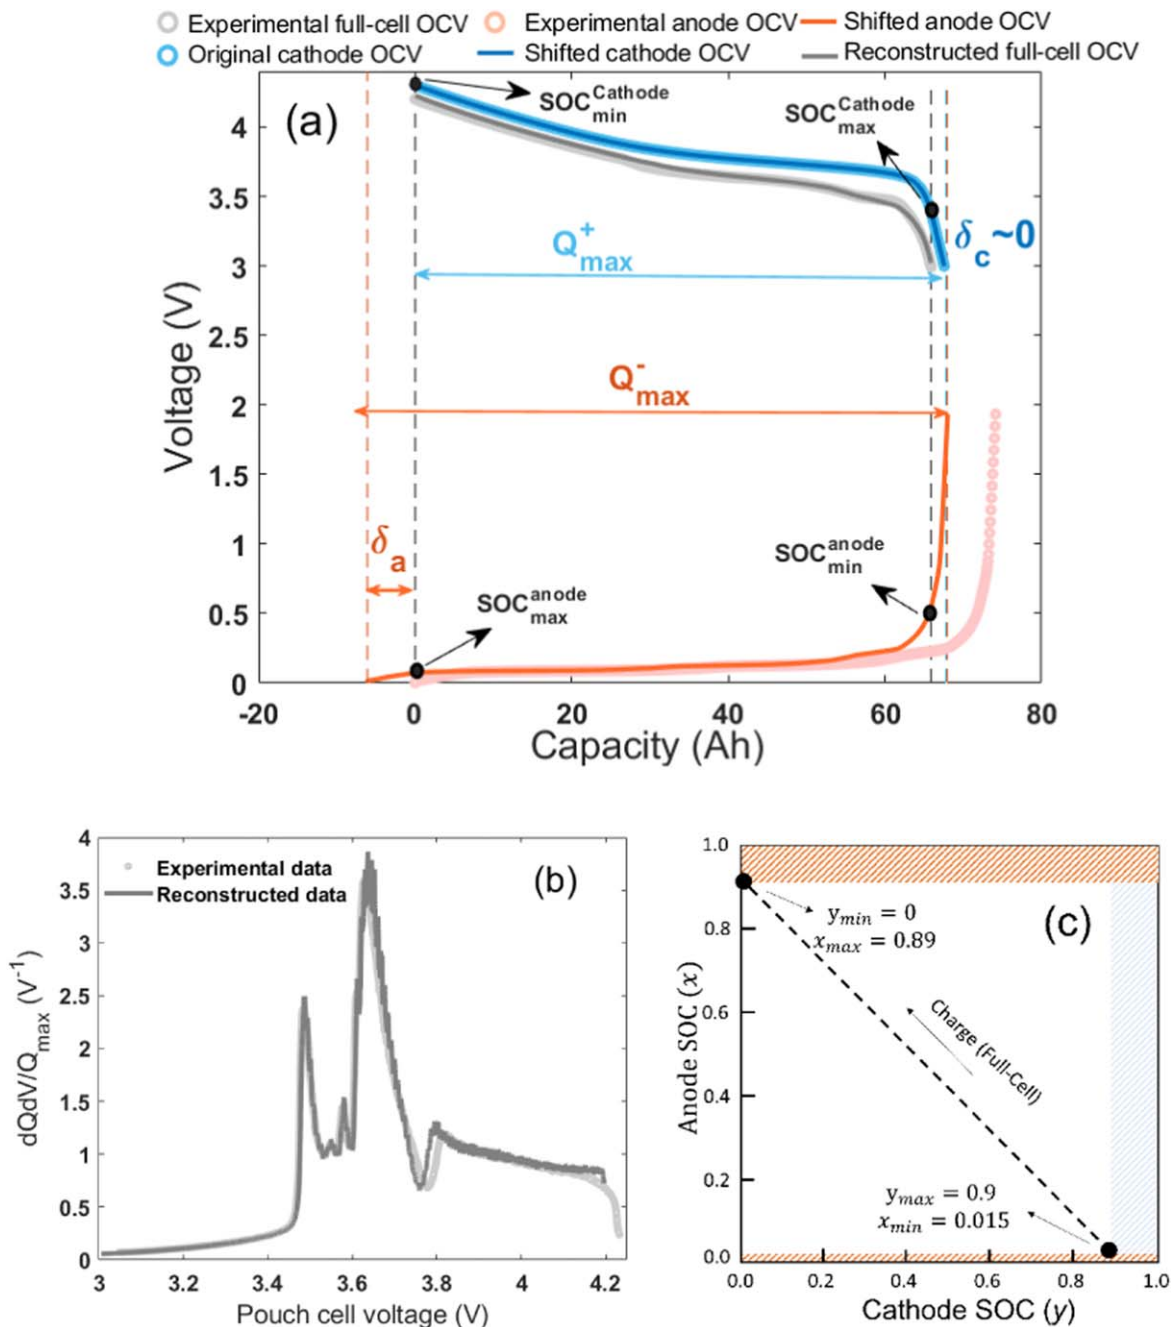 Experimental full-cell OCV Experimental anode OCV Shifted anode OCV
Original cathode OCV Shifted cathode OCV Reconstructed full-cell OCV
(a)
SOC^Cathode_min
SOC^Cathode_max
δ_c~0
Q^+_max
Q^-_max
δ_a
SOC^anode_max
SOC^anode_min
Voltage (V)
4
3.5
3
2.5
2
1.5
1
0.5
0
-20 0 20 40 60 80
Capacity (Ah)
(b)
Experimental data
Reconstructed data
dQdV/Q_max (V^-1)
4
3.5
3
2.5
2
1.5
1
0.5
0
3 3.2 3.4 3.6 3.8 4 4.2
Pouch cell voltage (V)
(c)
y_min = 0
x_max = 0.89
Charge (Full-Cell)
y_max = 0.9
x_min = 0.015
Anode SOC (x)
1.0
0.8
0.6
0.4
0.2
0.0
0.0 0.2 0.4 0.6 0.8 1.0
Cathode SOC (y)